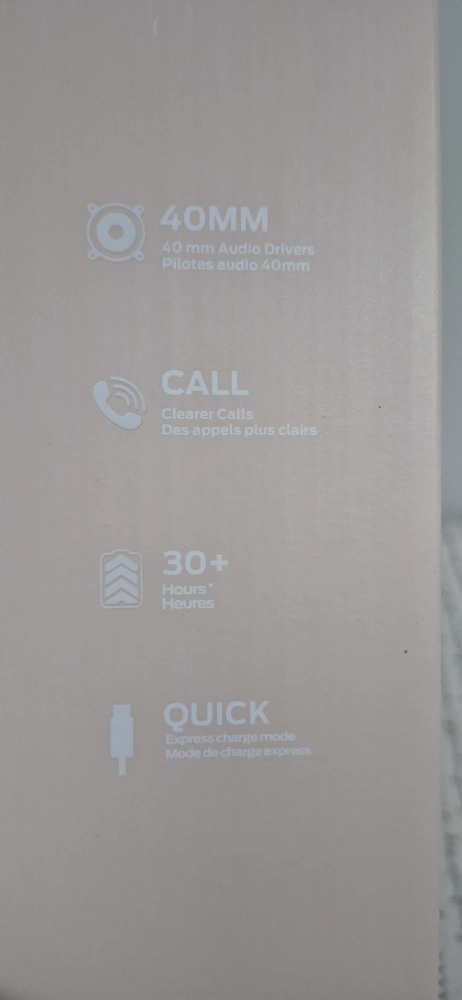 40MM
40 mm Audio Drivers
Pilotes audio 40mm
CALL
Clearer Calls
Des appels plus clairs
30+
Hours*
Heures
QUICK
Express charge mode
Mode de charge express